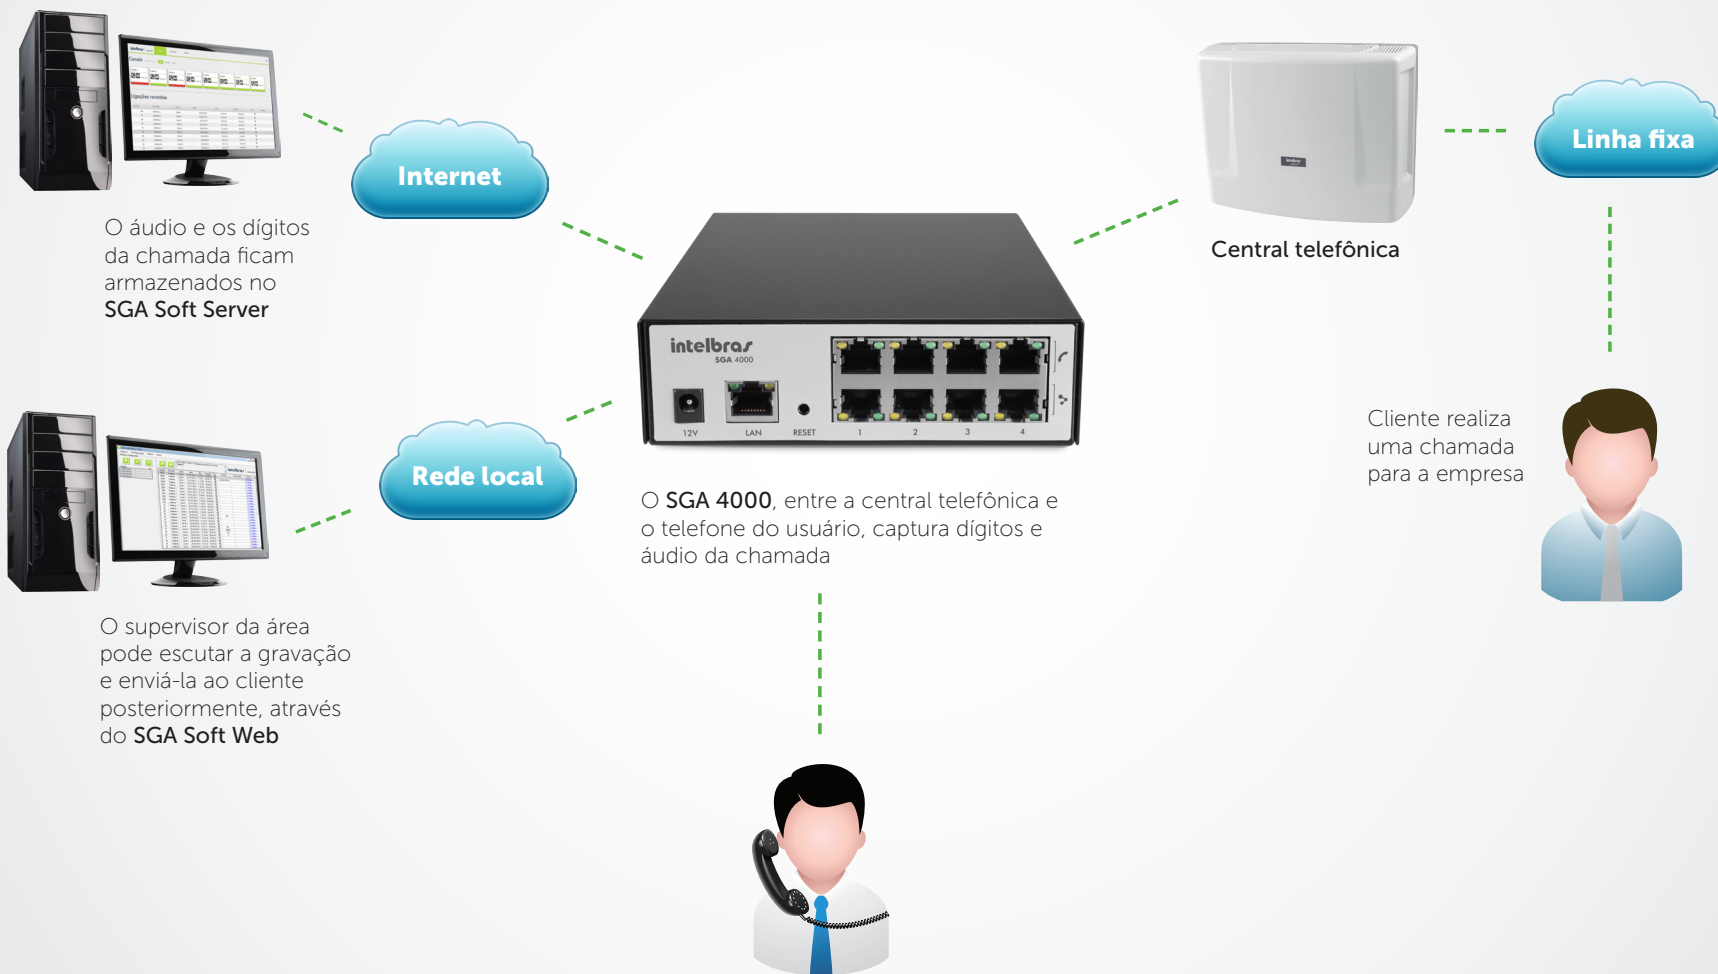 O áudio e os dígitos
da chamada ficam
armazenados no
SGA Soft Server
Internet
Central telefônica
Linha fixa
intelbras
SGA 4000
12V
LAN
RESET
1
2
3
4
Cliente realiza
uma chamada
para a empresa
Rede local
O SGA 4000, entre a central telefônica e
o telefone do usuário, captura dígitos e
áudio da chamada
O supervisor da área
pode escutar a gravação
e enviá-la ao cliente
posteriormente, através
do SGA Soft Web
Ligações recentes
intelbras